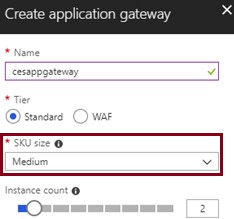 Create application gateway
* Name
cesappgateway
* Tier
Standard WAF
* SKU size
Medium
Instance count
2